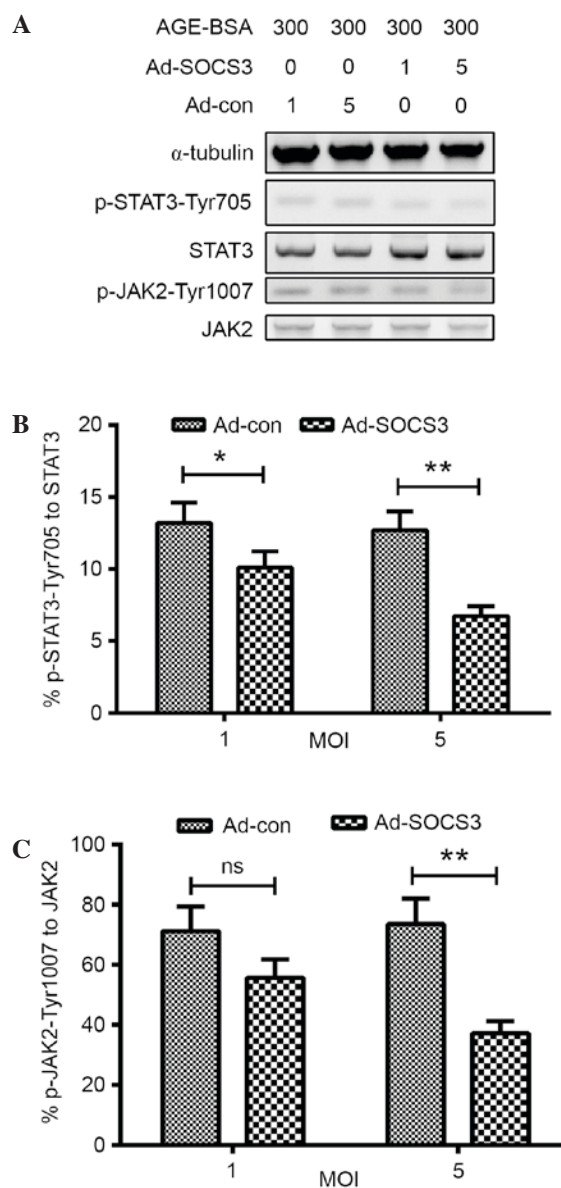 A
AGE-BSA 300 300 300 300
Ad-SOCS3 0 0 1 5
Ad-con 1 5 0 0
α-tubulin
p-STAT3-Tyr705
STAT3
p-JAK2-Tyr1007
JAK2
B
% p-STAT3-Tyr705 to STAT3
20
15
10
5
0
Ad-con Ad-SOCS3
* **
1 MOI 5
C
% p-JAK2-Tyr1007 to JAK2
100
80
60
40
20
0
Ad-con Ad-SOCS3
ns **
1 MOI 5